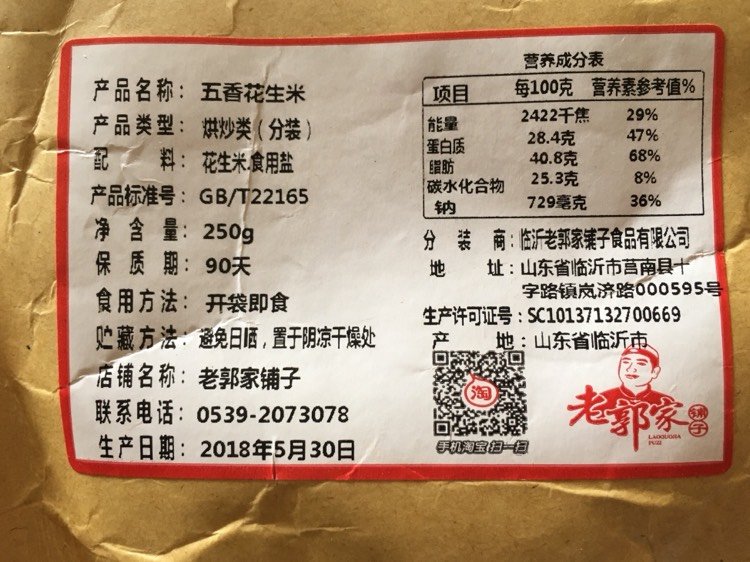 产品名称：五香花生米
产品类型：烘炒类（分装）
配　　料：花生米.食用盐
产品标准号：GB/T22165
净 含 量：250g
保 质 期：90天
食用方法：开袋即食
贮藏方法：避免日晒，置于阴凉干燥处
店铺名称：老郭家铺子
联系电话：0539-2073078
生产日期：2018年5月30日
营养成分表
项目 每100克 营养素参考值%
能量 2422千焦 29%
蛋白质 28.4克 47%
脂肪 40.8克 68%
碳水化合物 25.3克 8%
钠 729毫克 36%
分 装 商：临沂老郭家铺子食品有限公司
地　　址：山东省临沂市莒南县十
字路镇岚济路000595号
生产许可证号：SC10137132700669
产　　地：山东省临沂市
淘
手机淘宝 扫一扫
老郭家铺子
LAOGUOJIA
PUZI